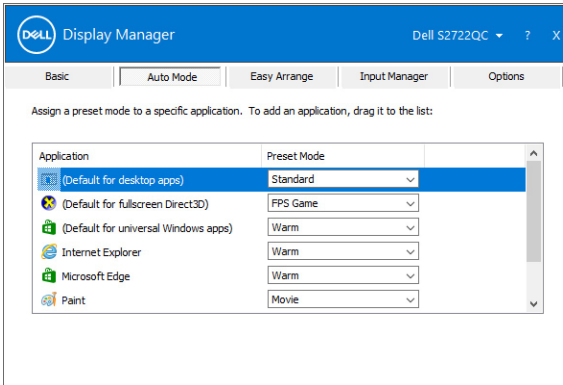 DELL Display Manager Dell S2722QC ? X
Basic Auto Mode Easy Arrange Input Manager Options
Assign a preset mode to a specific application. To add an application, drag it to the list:
Application Preset Mode
(Default for desktop apps) Standard
(Default for fullscreen Direct3D) FPS Game
(Default for universal Windows apps) Warm
Internet Explorer Warm
Microsoft Edge Warm
Paint Movie